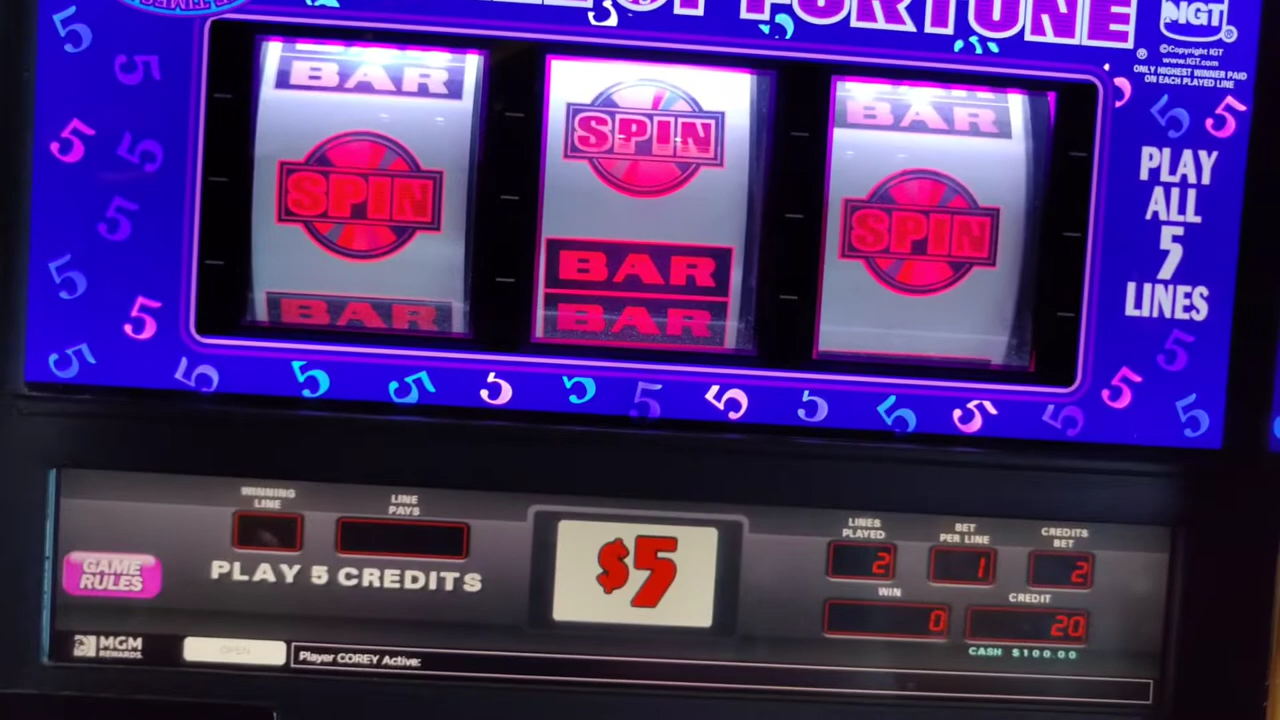 OF FORTUNE
IGT®
©Copyright IGT
www.IGT.com
ONLY HIGHEST WINNER PAID
ON EACH PLAYED LINE
BAR
SPIN
BAR
SPIN
BAR
BAR
BAR
SPIN
PLAY
ALL
5
LINES
WINNING
LINE
LINE
PAYS
GAME
RULES
PLAY 5 CREDITS
$5
LINES
PLAYED
2
BET
PER LINE
1
CREDITS
BET
2
WIN
0
CREDIT
20
CASH $100.00
MGM
REWARDS
OPEN
Player COREY Active: